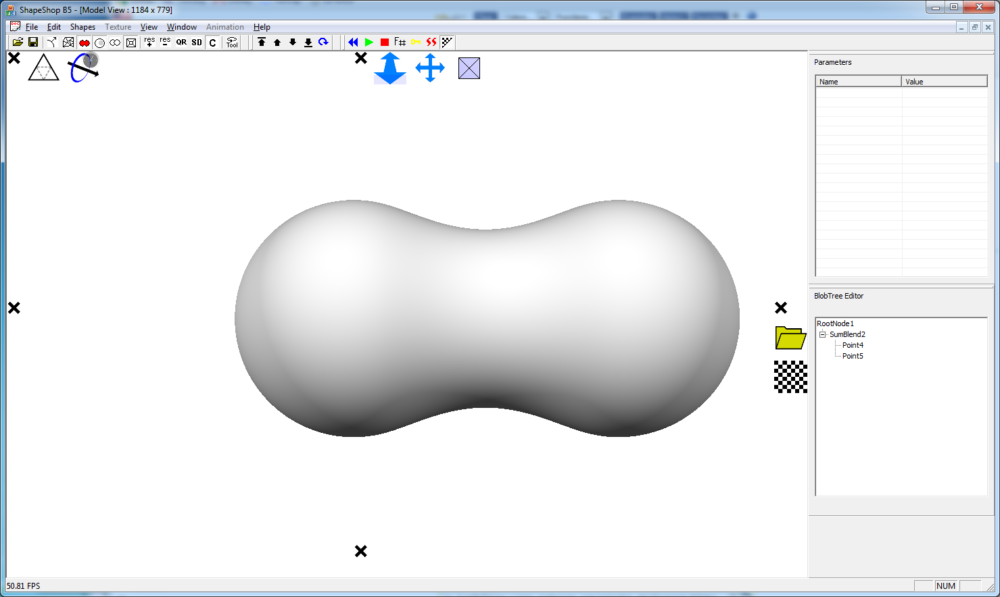 ShapeShop B5 - [Model View : 1184 x 779]
DOC File Edit Shapes Texture View Window Animation Help
res res QR SD C Tool F#
Parameters
Name Value
BlobTree Editor
RootNode1
SumBlend2
Point4
Point5
50.81 FPS NUM